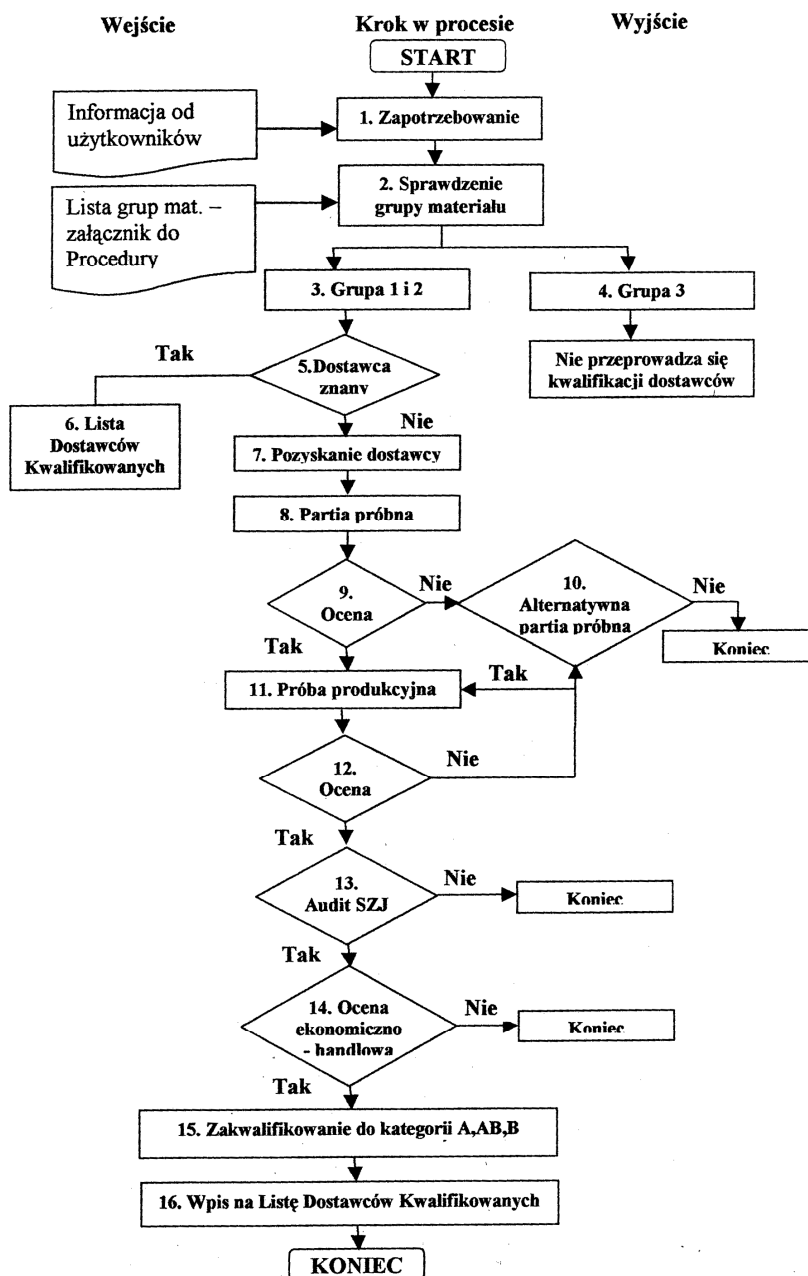 Wejście
Krok w procesie
Wyjście
START
Informacja od
użytkowników
1. Zapotrzebowanie
Lista grup mat. –
załącznik do
Procedury
2. Sprawdzenie
grupy materiału
3. Grupa 1 i 2
4. Grupa 3
Tak
5.Dostawca
znany
Nie przeprowadza się
kwalifikacji dostawców
6. Lista
Dostawców
Kwalifikowanych
Nie
7. Pozyskanie dostawcy
8. Partia próbna
9.
Ocena
Nie
10.
Alternatywna
partia próbna
Nie
Koniec
Tak
11. Próba produkcyjna
Tak
12.
Ocena
Nie
Tak
13.
Audit SZJ
Nie
Koniec
Tak
14. Ocena
ekonomiczno
- handlowa
Nie
Koniec
Tak
15. Zakwalifikowanie do kategorii A,AB,B
16. Wpis na Listę Dostawców Kwalifikowanych
KONIEC